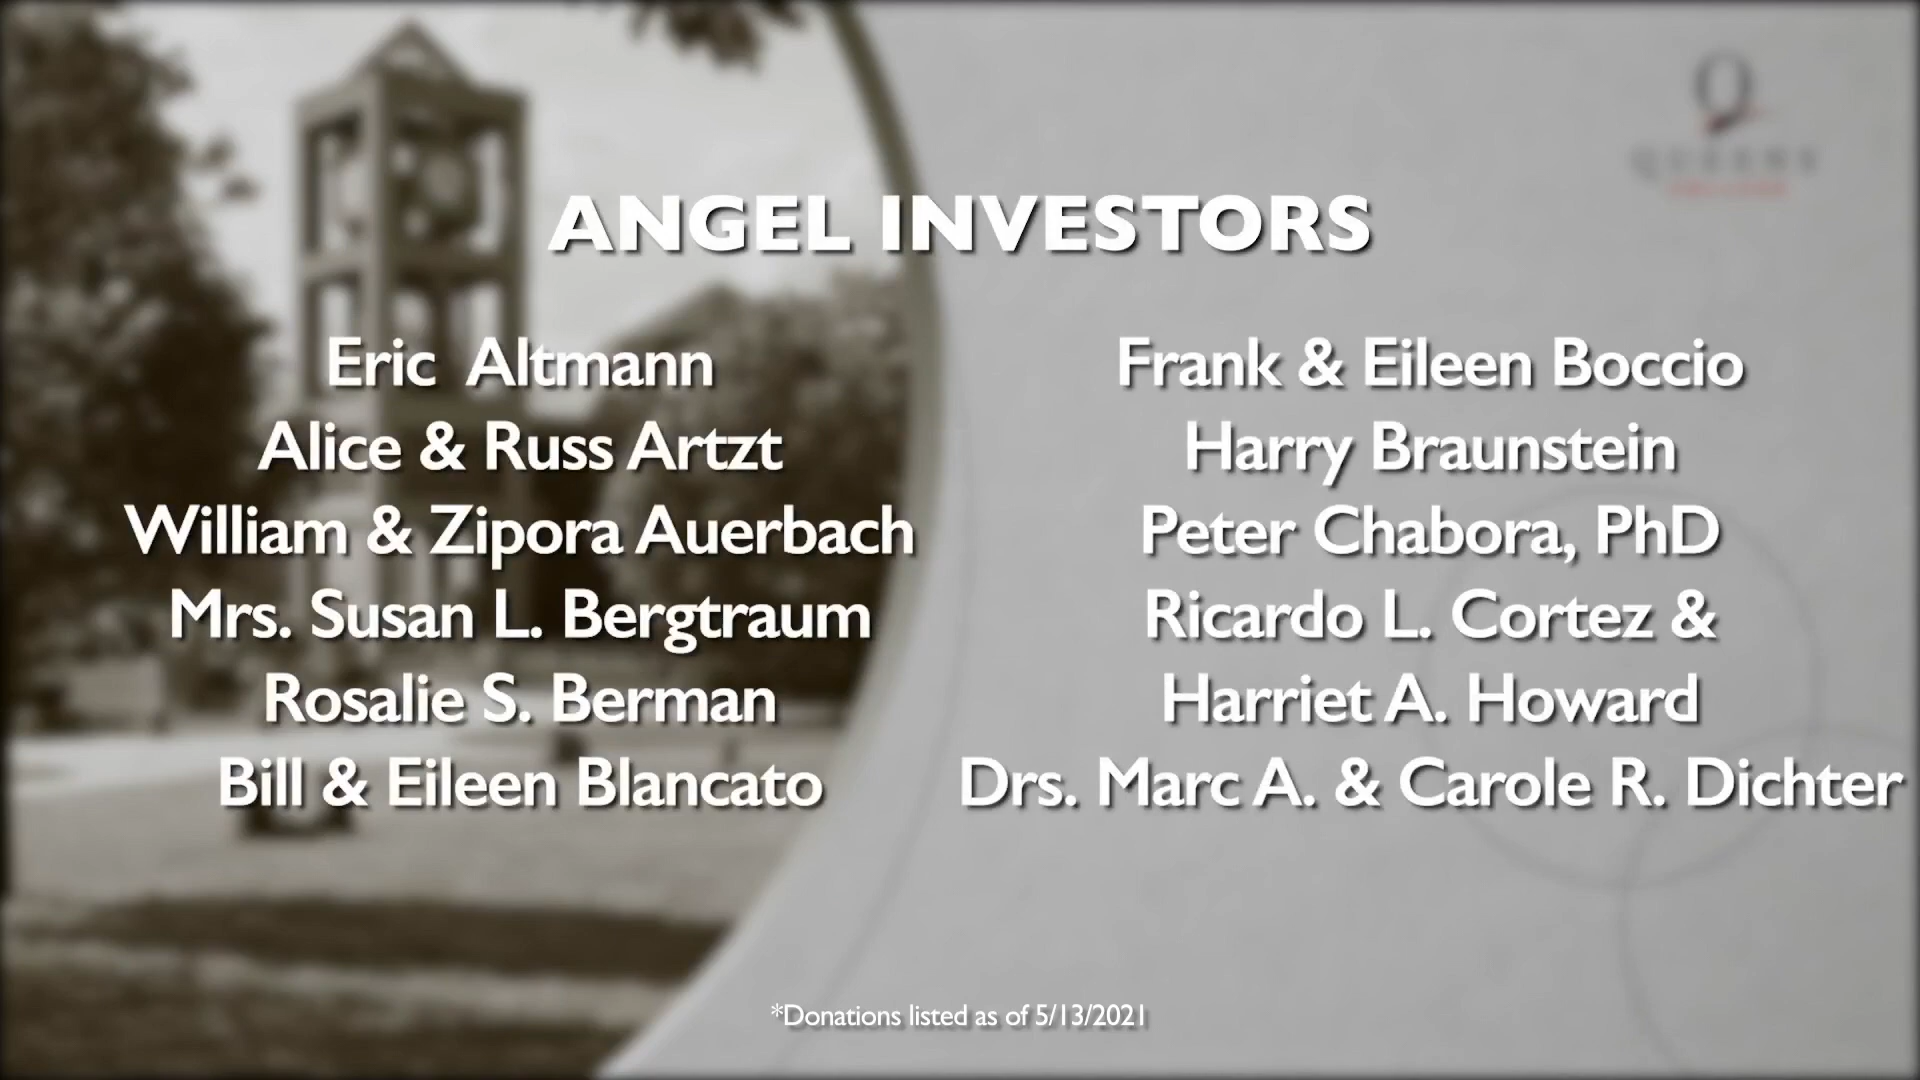 Q
QUEENS
COLLEGE
ANGEL INVESTORS
Eric Altmann
Alice & Russ Artzt
William & Zipora Auerbach
Mrs. Susan L. Bergtraum
Rosalie S. Berman
Bill & Eileen Blancato
Frank & Eileen Boccio
Harry Braunstein
Peter Chabora, PhD
Ricardo L. Cortez &
Harriet A. Howard
Drs. Marc A. & Carole R. Dichter
*Donations listed as of 5/13/2021